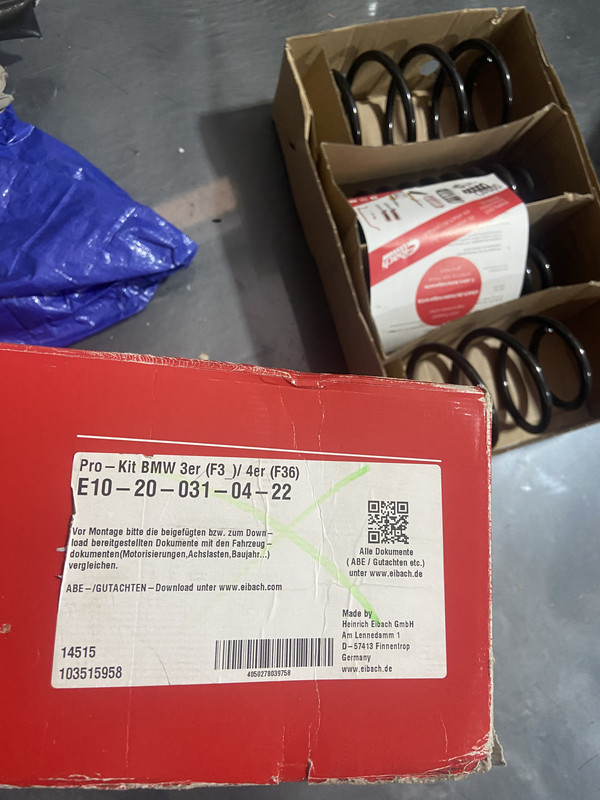 Eibach
Pro-Kit BMW 3er (F3_)/ 4er (F36)
E10-20-031-04-22
Vor Montage bitte die beigefügten bzw. zum Down-
load bereitgestellten Dokumente mit den Fahrzeug-
dokumenten(Motorisierungen,Achslasten,Baujahr...)
vergleichen.
ABE-/GUTACHTEN-Download unter www.eibach.com
Alle Dokumente
( ABE / Gutachten etc.)
unter www.eibach.de
14515
103515958
4050278039758
Made by
Heinrich Eibach GmbH
Am Lennedamm 1
D-57413 Finnentrop
Germany
www.eibach.de